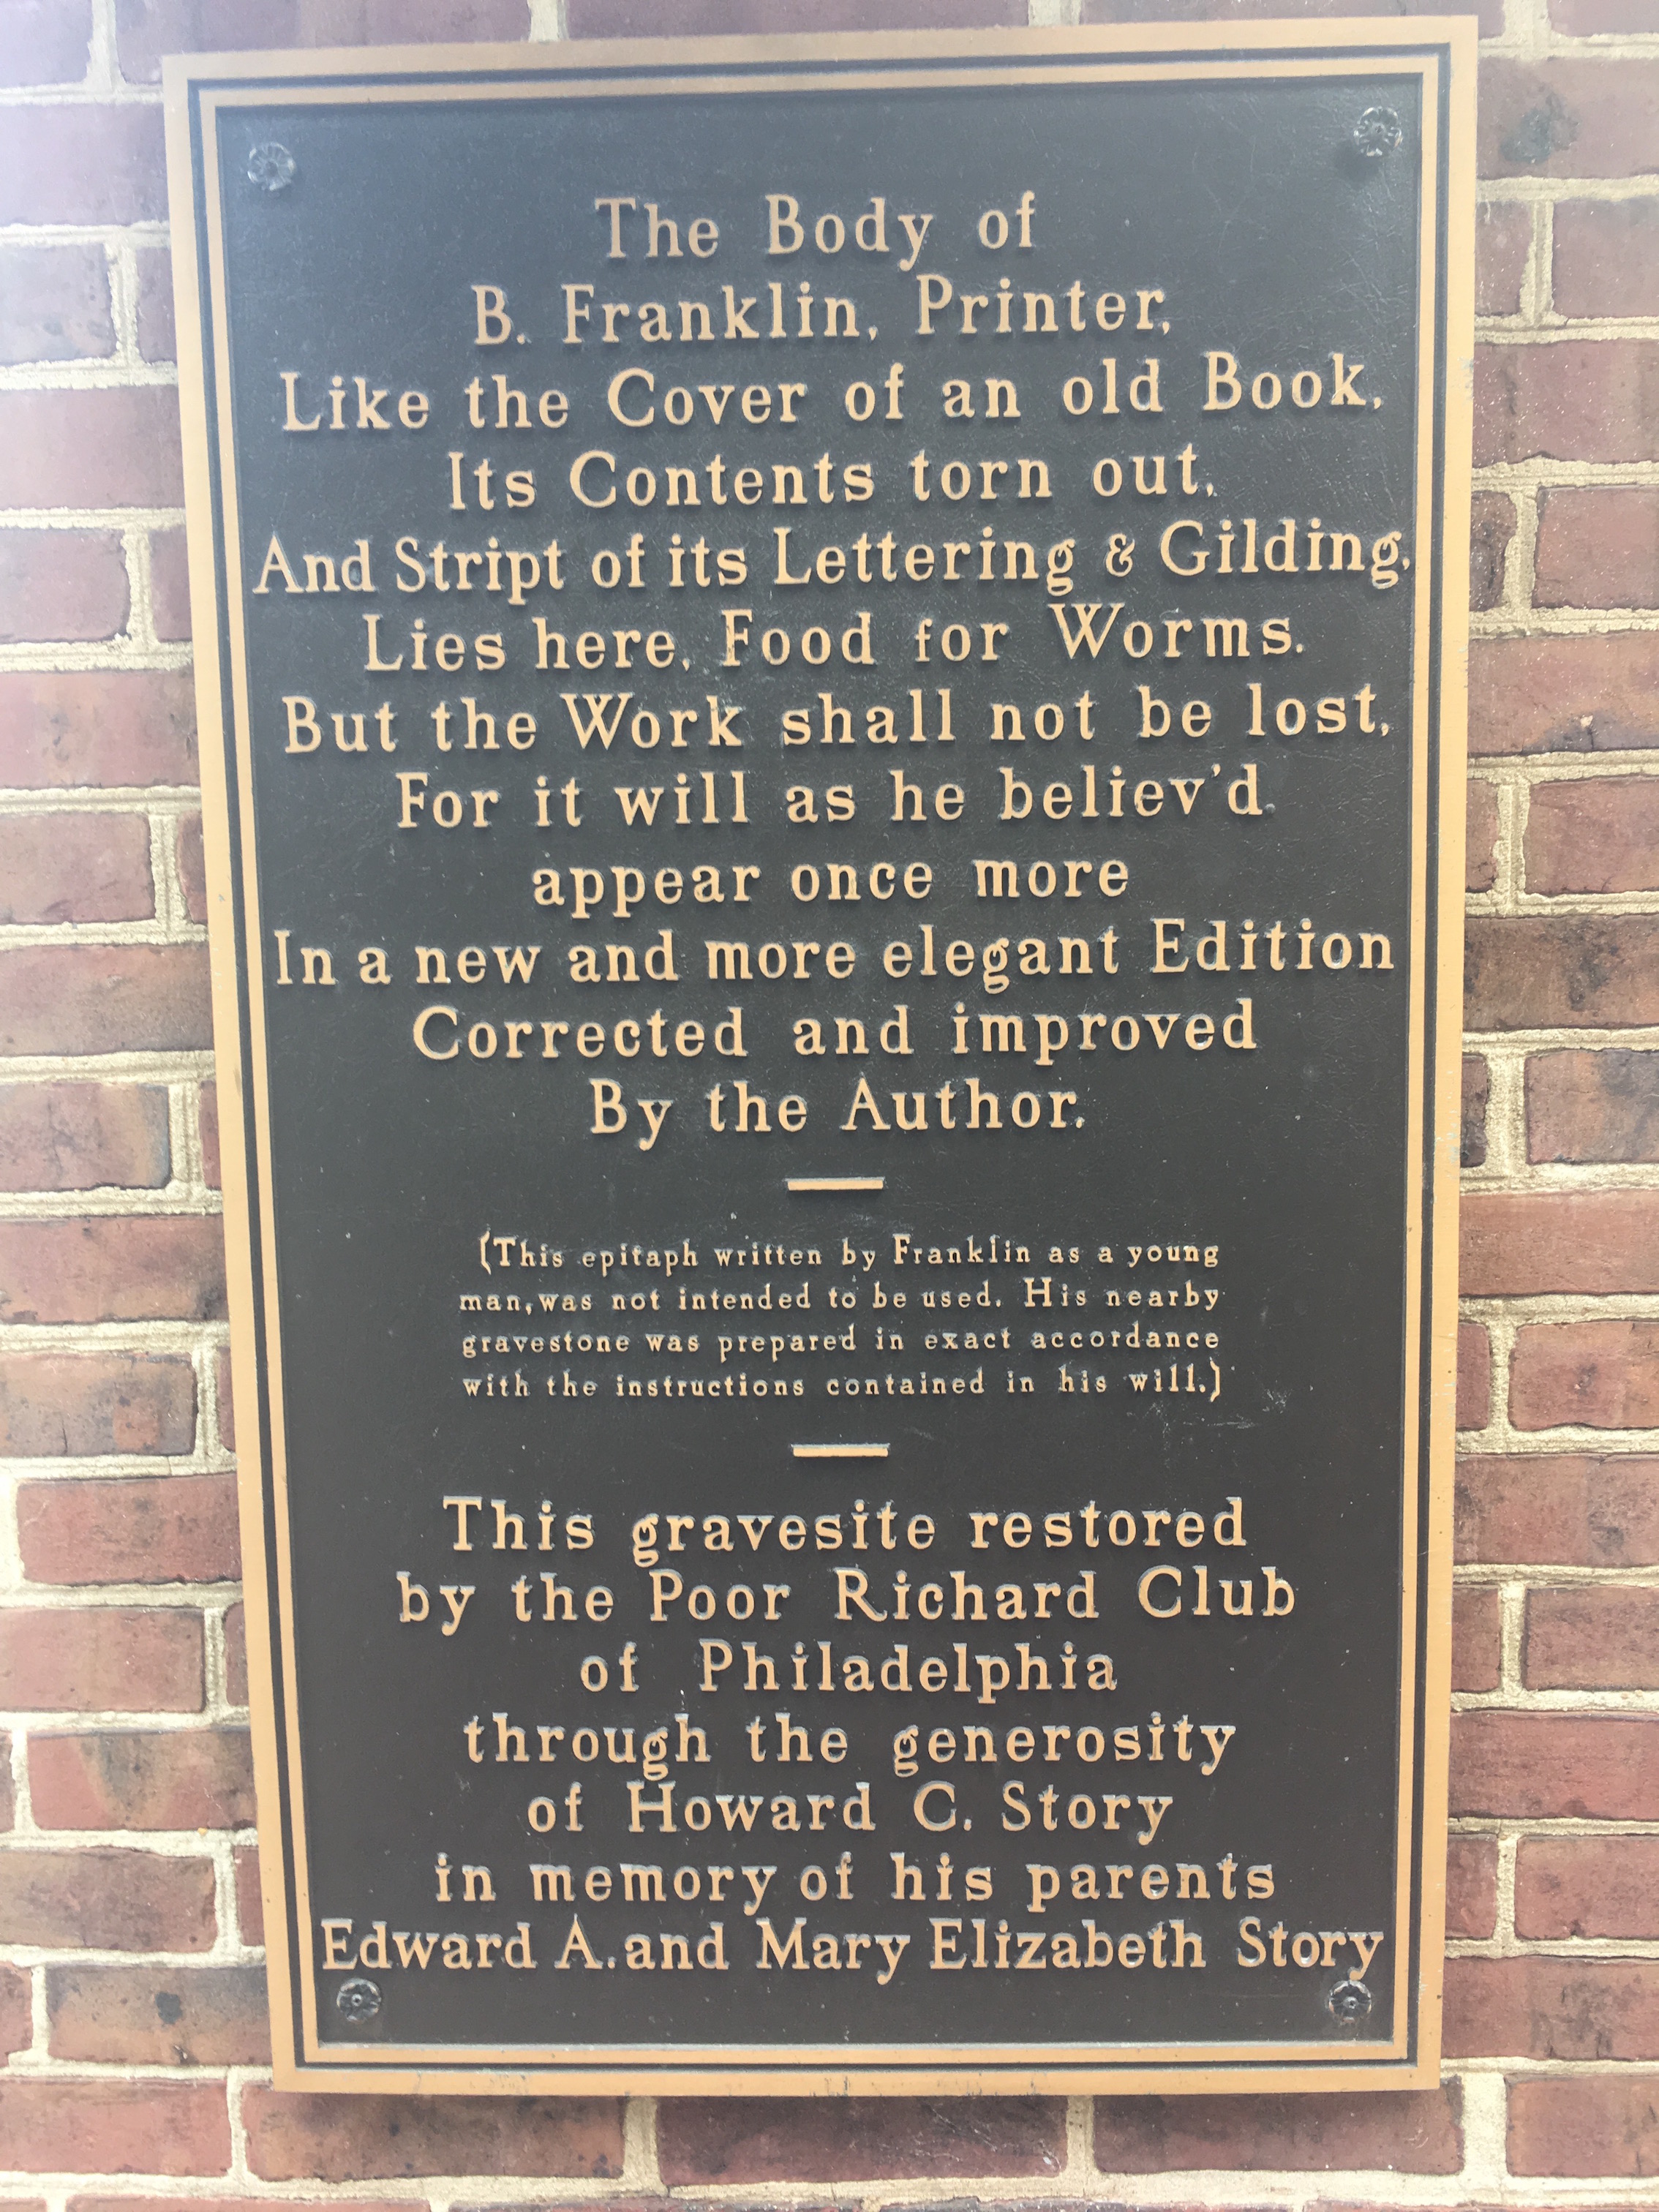 The Body of
B. Franklin, Printer,
Like the Cover of an old Book,
Its Contents torn out,
And Stript of its Lettering & Gilding,
Lies here, Food for Worms.
But the Work shall not be lost,
For it will as he believ'd
appear once more
In a new and more elegant Edition
Corrected and improved
By the Author.
(This epitaph written by Franklin as a young
man, was not intended to be used. His nearby
gravestone was prepared in exact accordance
with the instructions contained in his will.)
This gravesite restored
by the Poor Richard Club
of Philadelphia
through the generosity
of Howard C. Story
in memory of his parents
Edward A. and Mary Elizabeth Story